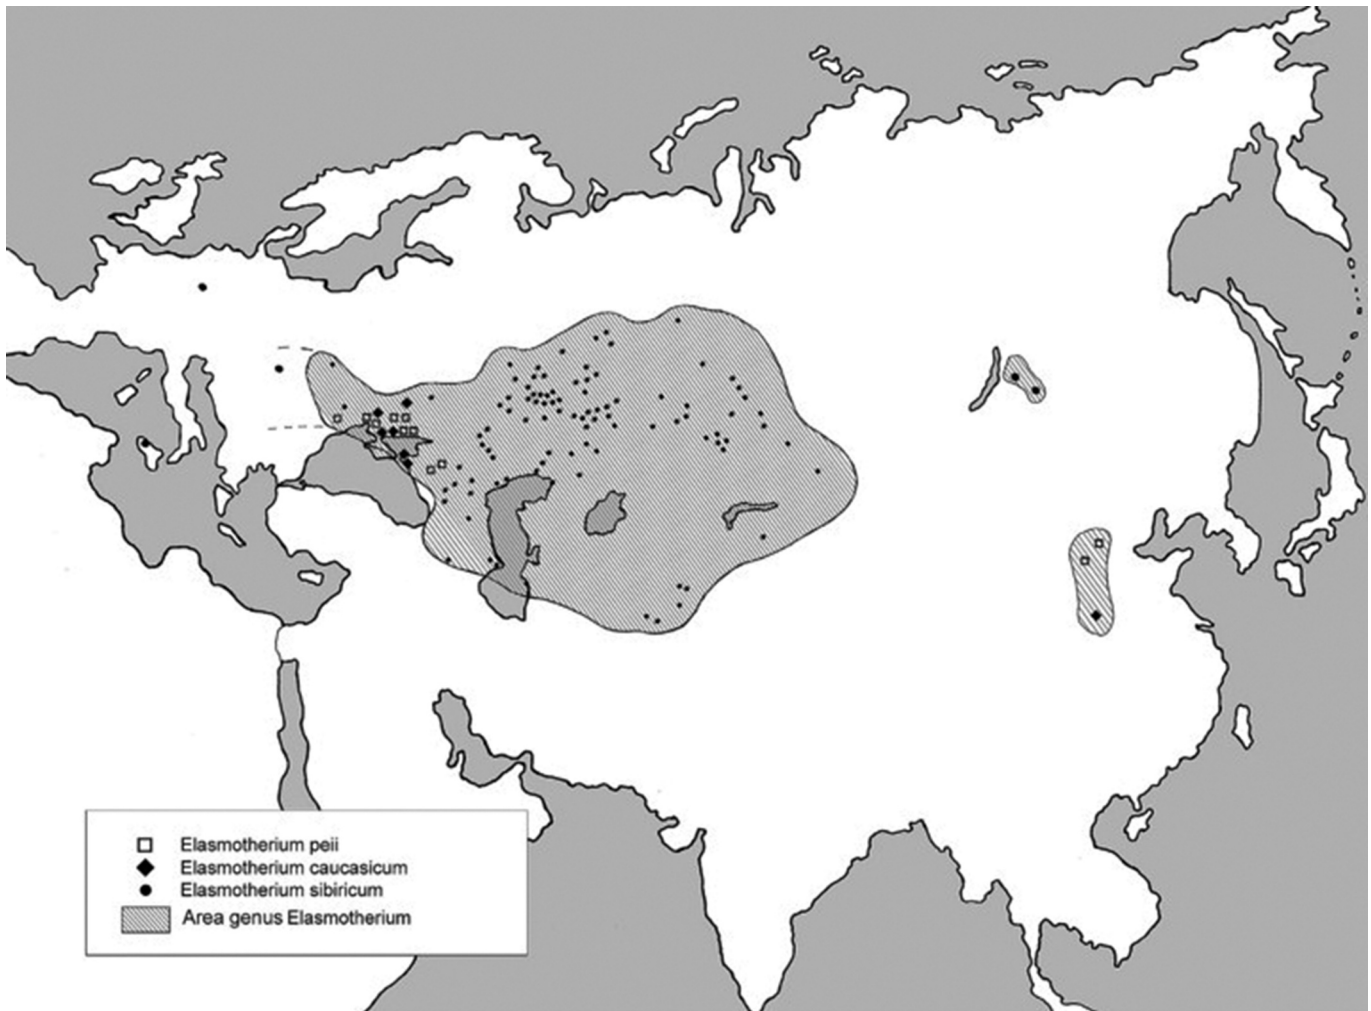 Elasmotherium peii
Elasmotherium caucasicum
Elasmotherium sibiricum
Area genus Elasmotherium